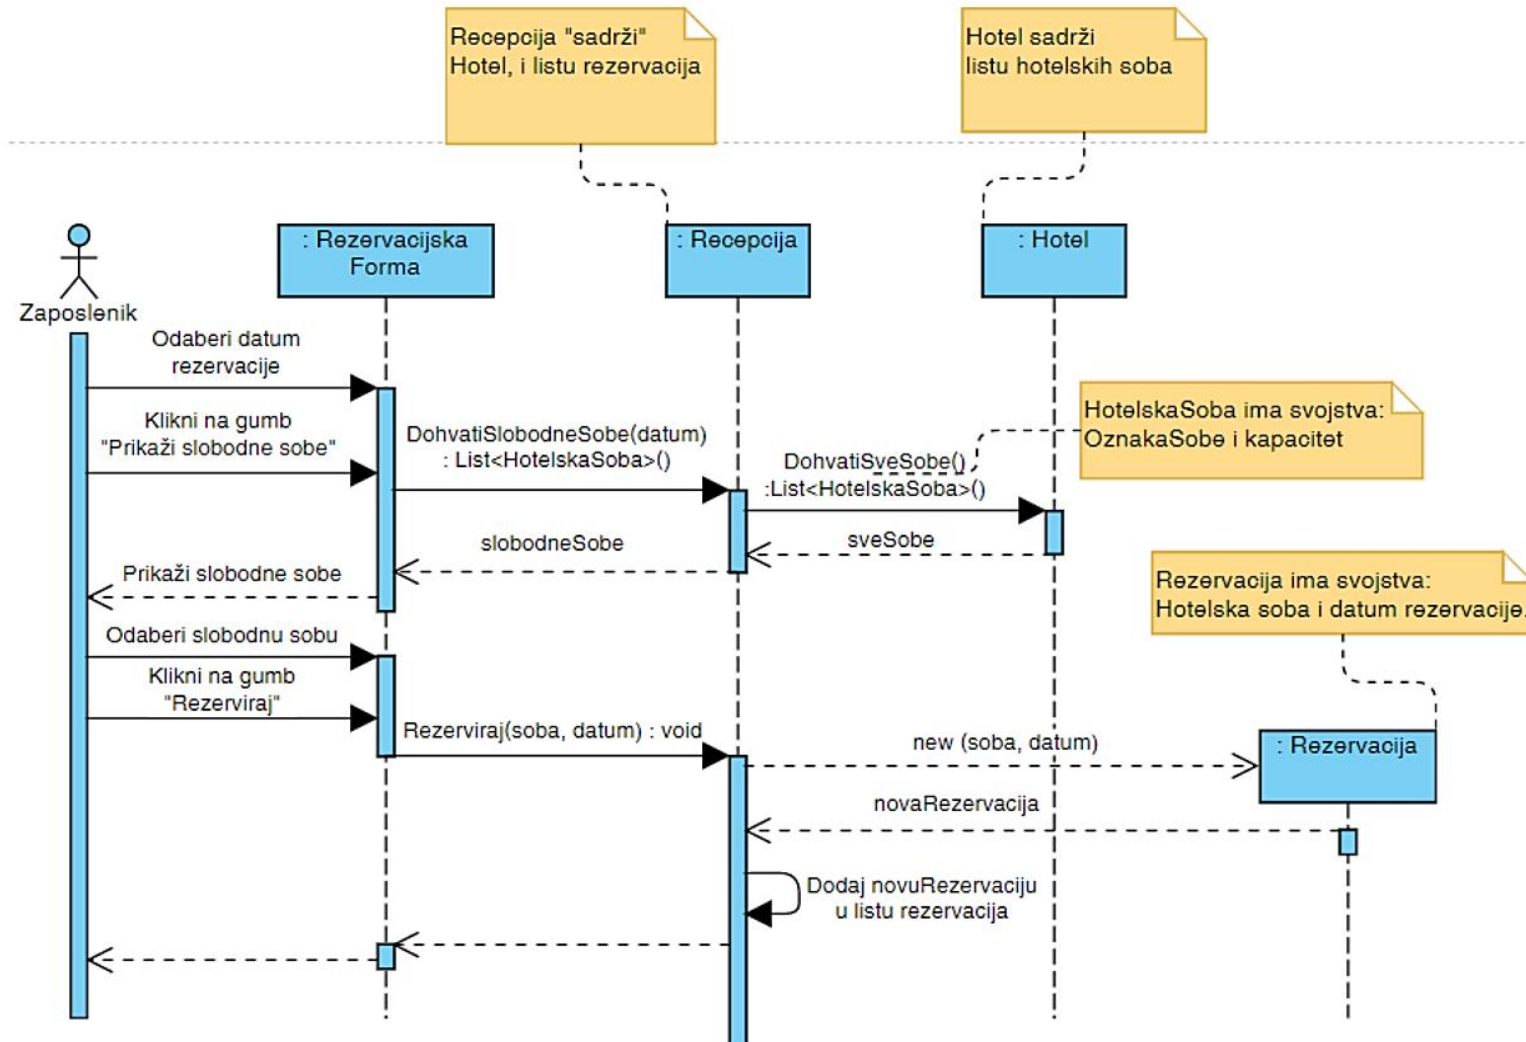 Recepcija "sadrži"
Hotel, i listu rezervacija
Hotel sadrži
listu hotelskih soba
: Rezervacijska
Forma
: Recepcija
: Hotel
Zaposlenik
Odaberi datum
rezervacije
Klikni na gumb
"Prikaži slobodne sobe"
DohvatiSlobodneSobe(datum)
: List<HotelskaSoba>()
DohvatiSveSobe()
:List<HotelskaSoba>()
HotelskaSoba ima svojstva:
OznakaSobe i kapacitet
slobodneSobe
sveSobe
Prikaži slobodne sobe
Rezervacija ima svojstva:
Hotelska soba i datum rezervacije.
Odaberi slobodnu sobu
Klikni na gumb
"Rezerviraj"
Rezerviraj(soba, datum) : void
new (soba, datum)
: Rezervacija
novaRezervacija
Dodaj novuRezervaciju
u listu rezervacija